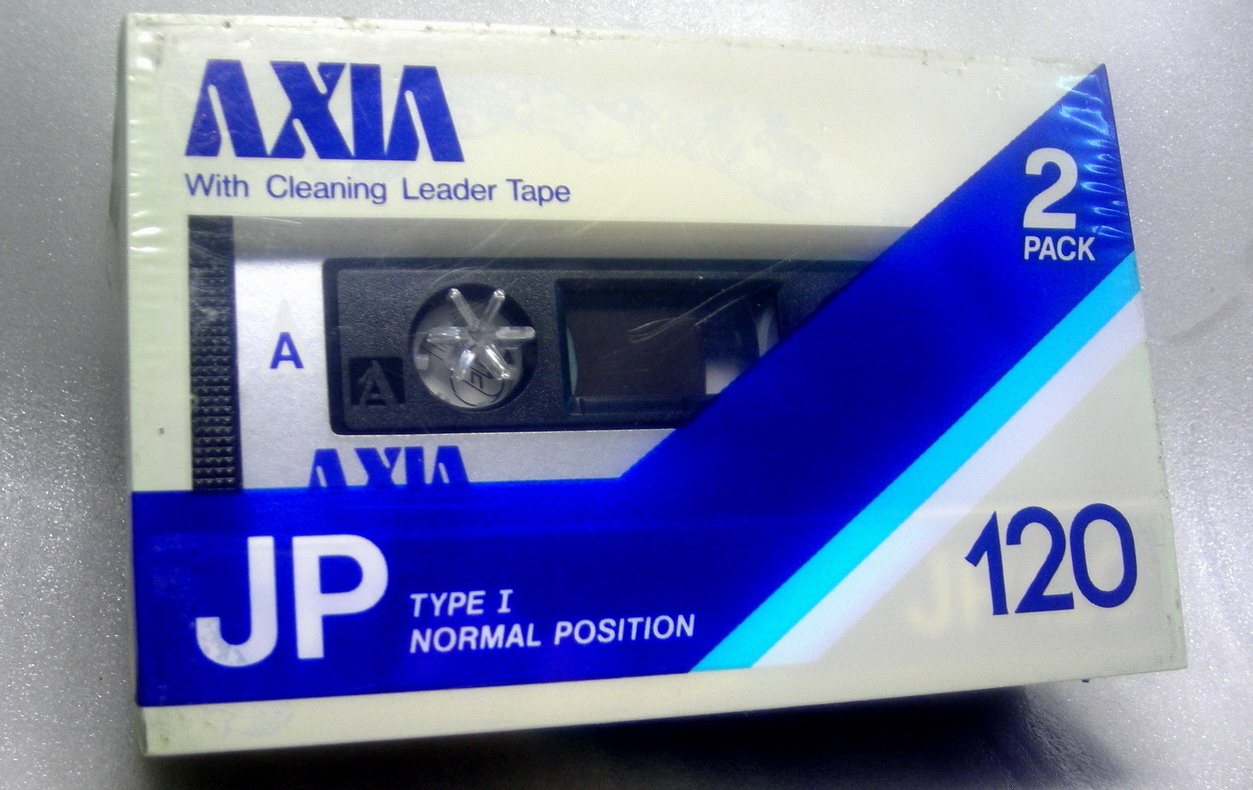 AXIA
With Cleaning Leader Tape
2
PACK
A
A
AXIA
JP
TYPE I
NORMAL POSITION
120